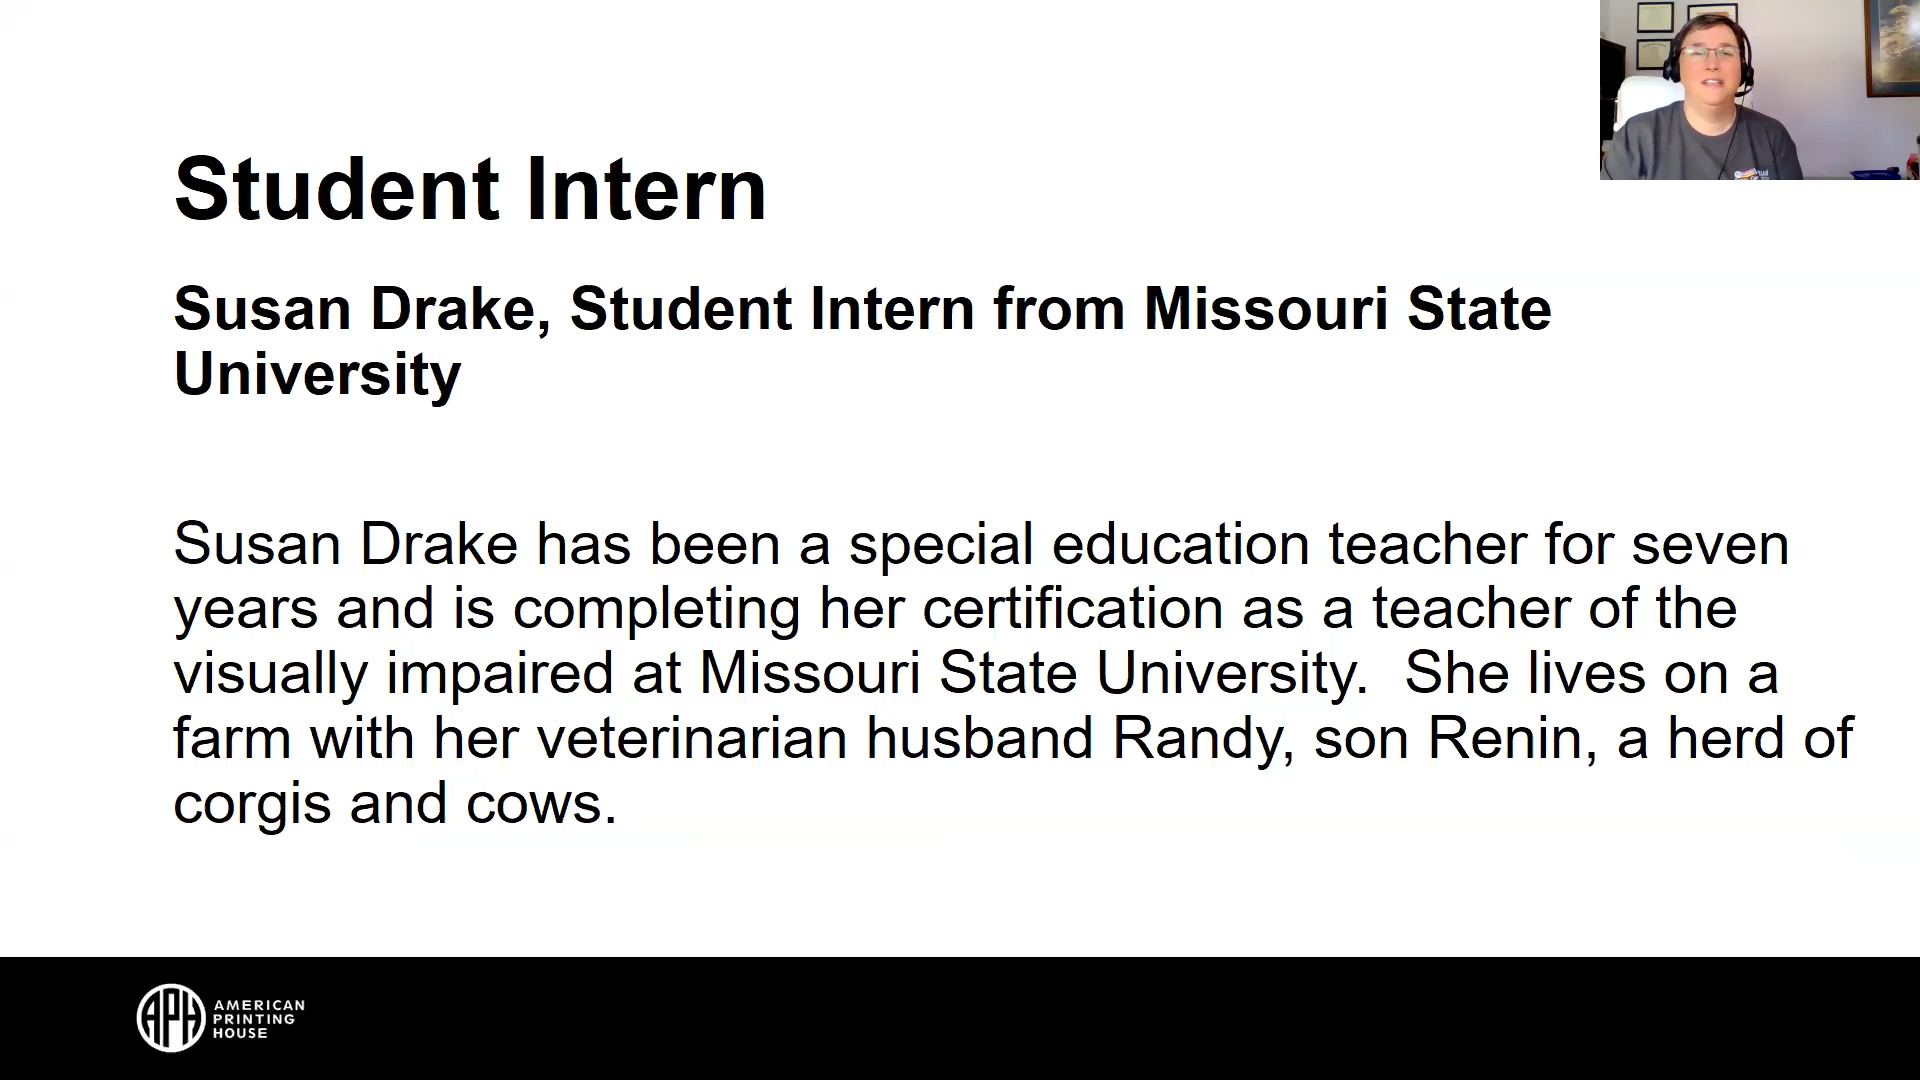 Student Intern
Susan Drake, Student Intern from Missouri State
University
Susan Drake has been a special education teacher for seven
years and is completing her certification as a teacher of the
visually impaired at Missouri State University.  She lives on a
farm with her veterinarian husband Randy, son Renin, a herd of
corgis and cows.
APH
AMERICAN
PRINTING
HOUSE